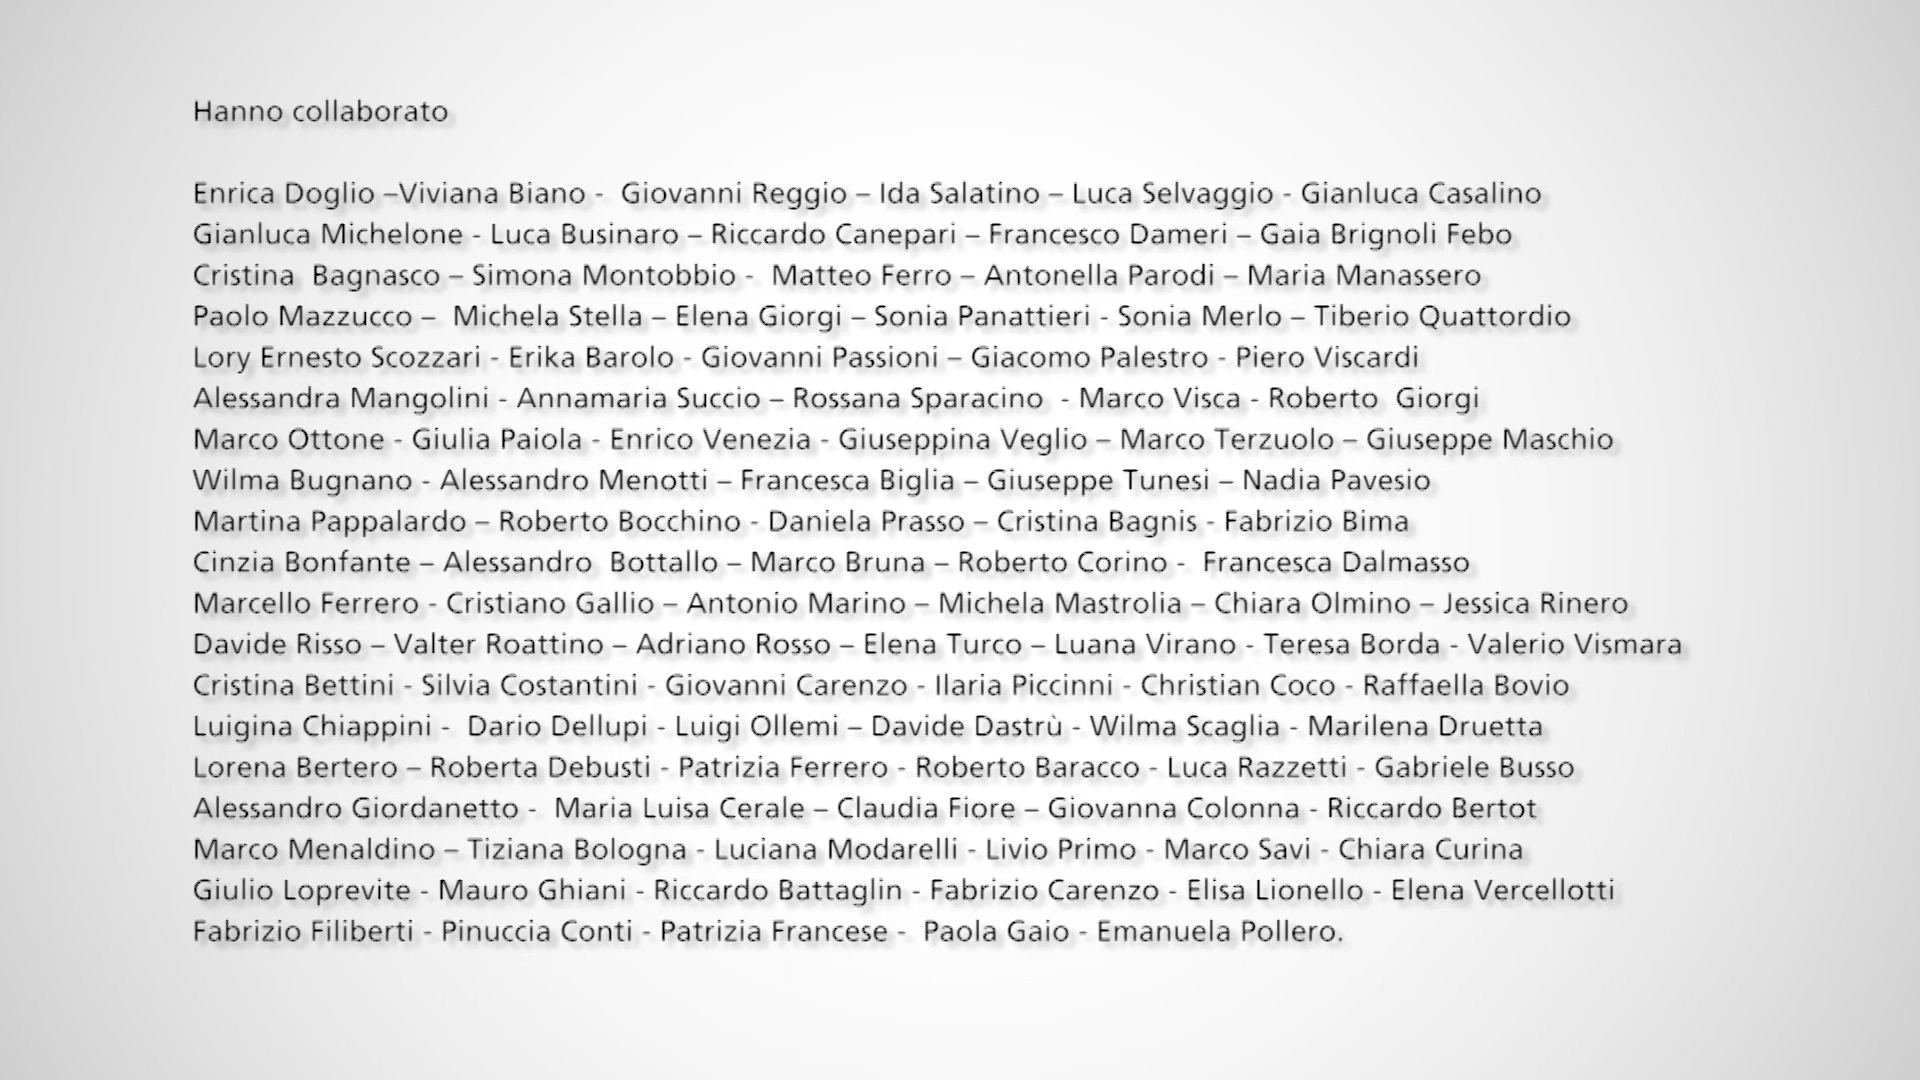 Hanno collaborato
Enrica Doglio –Viviana Biano -  Giovanni Reggio – Ida Salatino – Luca Selvaggio - Gianluca Casalino
Gianluca Michelone - Luca Businaro – Riccardo Canepari – Francesco Dameri – Gaia Brignoli Febo
Cristina  Bagnasco – Simona Montobbio -  Matteo Ferro – Antonella Parodi – Maria Manassero
Paolo Mazzucco –  Michela Stella – Elena Giorgi – Sonia Panattieri - Sonia Merlo – Tiberio Quattordio
Lory Ernesto Scozzari - Erika Barolo - Giovanni Passioni – Giacomo Palestro - Piero Viscardi
Alessandra Mangolini - Annamaria Succio – Rossana Sparacino  - Marco Visca - Roberto  Giorgi
Marco Ottone - Giulia Paiola - Enrico Venezia - Giuseppina Veglio – Marco Terzuolo – Giuseppe Maschio
Wilma Bugnano - Alessandro Menotti – Francesca Biglia – Giuseppe Tunesi – Nadia Pavesio
Martina Pappalardo – Roberto Bocchino - Daniela Prasso – Cristina Bagnis - Fabrizio Bima
Cinzia Bonfante – Alessandro  Bottallo – Marco Bruna – Roberto Corino -  Francesca Dalmasso
Marcello Ferrero - Cristiano Gallio – Antonio Marino – Michela Mastrolia – Chiara Olmino – Jessica Rinero
Davide Risso – Valter Roattino – Adriano Rosso – Elena Turco – Luana Virano - Teresa Borda - Valerio Vismara
Cristina Bettini - Silvia Costantini - Giovanni Carenzo - Ilaria Piccinni - Christian Coco - Raffaella Bovio
Luigina Chiappini -  Dario Dellupi - Luigi Ollemi – Davide Dastrù - Wilma Scaglia - Marilena Druetta
Lorena Bertero – Roberta Debusti - Patrizia Ferrero - Roberto Baracco - Luca Razzetti - Gabriele Busso
Alessandro Giordanetto -  Maria Luisa Cerale – Claudia Fiore – Giovanna Colonna - Riccardo Bertot
Marco Menaldino – Tiziana Bologna - Luciana Modarelli - Livio Primo - Marco Savi - Chiara Curina
Giulio Loprevite - Mauro Ghiani - Riccardo Battaglin - Fabrizio Carenzo - Elisa Lionello - Elena Vercellotti
Fabrizio Filiberti - Pinuccia Conti - Patrizia Francese -  Paola Gaio - Emanuela Pollero.